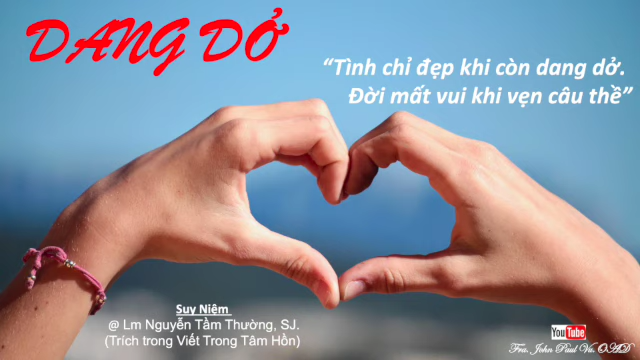 DANG DỞ
“Tình chỉ đẹp khi còn dang dở.
Đời mất vui khi vẹn câu thề”
Suy Niệm
@ Lm Nguyễn Tầm Thường, SJ.
(Trích trong Viết Trong Tâm Hồn)
YouTube
Fra. John Paul Vu. OAD